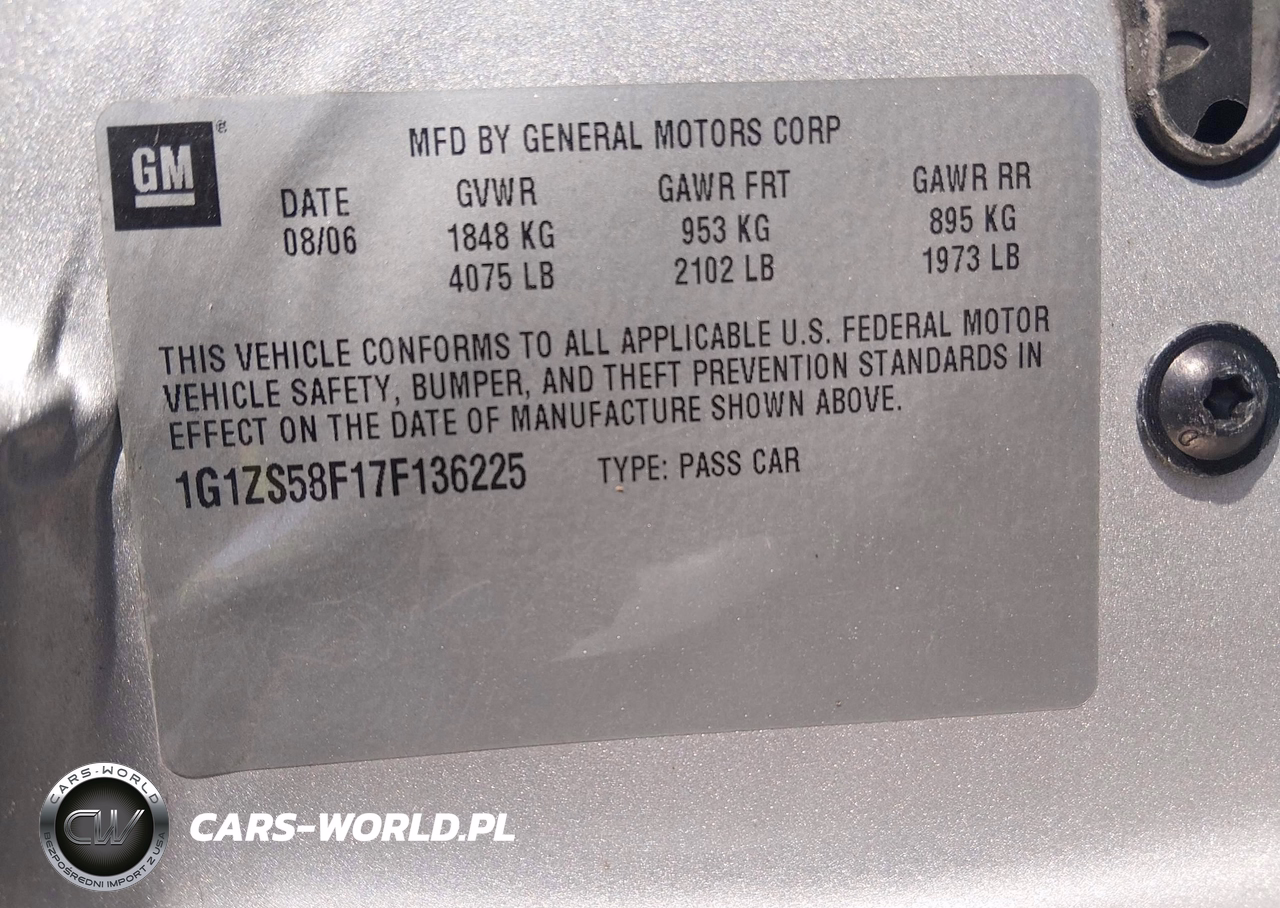 GM®
MFD BY GENERAL MOTORS CORP
DATE GVWR GAWR FRT GAWR RR
08/06 1848 KG 953 KG 895 KG
4075 LB 2102 LB 1973 LB
THIS VEHICLE CONFORMS TO ALL APPLICABLE U.S. FEDERAL MOTOR
VEHICLE SAFETY, BUMPER, AND THEFT PREVENTION STANDARDS IN
EFFECT ON THE DATE OF MANUFACTURE SHOWN ABOVE.
1G1ZS58F17F136225 TYPE: PASS CAR
CARS-WORLD
CW
BEZPOŚREDNI IMPORT Z USA
CARS-WORLD.PL